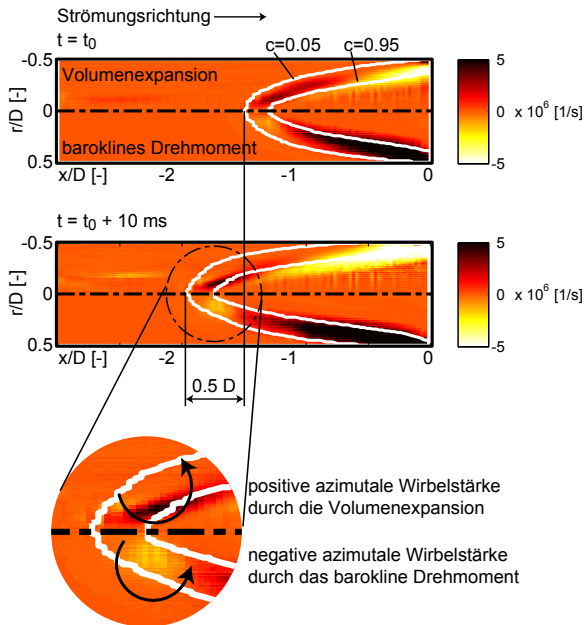 Strömungsrichtung
t = t0
c=0.05
c=0.95
-0.5
0
0.5
r/D [-]
Volumenexpansion
baroklines Drehmoment
x/D [-]
-2
-1
0
5
0
-5
x 10^6 [1/s]
t = t0 + 10 ms
-0.5
0
0.5
r/D [-]
x/D [-]
-2
-1
0
5
0
-5
x 10^6 [1/s]
0.5 D
positive azimutale Wirbelstärke
durch die Volumenexpansion
negative azimutale Wirbelstärke
durch das barokline Drehmoment